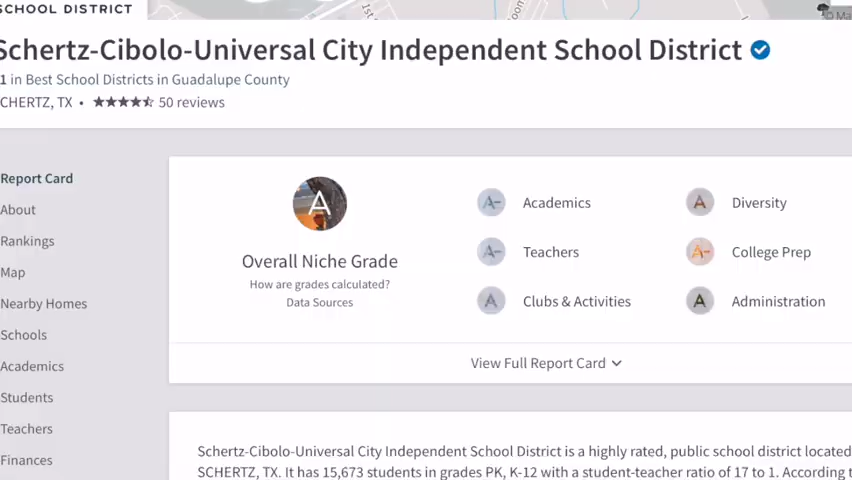 SCHOOL DISTRICT
1st
oom
© Ma
Schertz-Cibolo-Universal City Independent School District
1 in Best School Districts in Guadalupe County
CHERTZ, TX • ★★★★⯨ 50 reviews
Report Card
About
Rankings
Map
Nearby Homes
Schools
Academics
Students
Teachers
Finances
A
Overall Niche Grade
How are grades calculated?
Data Sources
A- Academics
A Diversity
A- Teachers
A- College Prep
A Clubs & Activities
A Administration
View Full Report Card
Schertz-Cibolo-Universal City Independent School District is a highly rated, public school district located
SCHERTZ, TX. It has 15,673 students in grades PK, K-12 with a student-teacher ratio of 17 to 1. According t